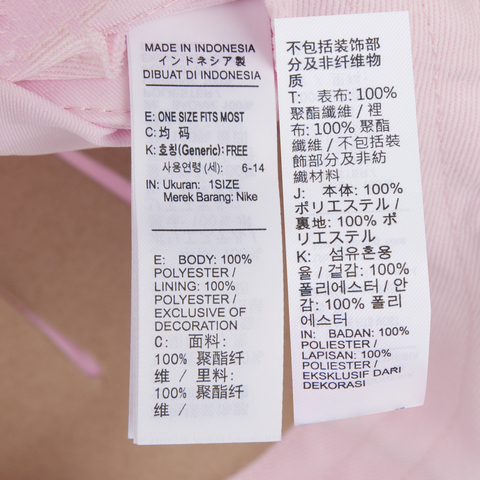 MADE IN INDONESIA
インドネシア製
DIBUAT DI INDONESIA
E: ONE SIZE FITS MOST
C: 均 码
K: 호칭(Generic): FREE
사용연령 (세): 6-14
IN: Ukuran: 1SIZE
Merek Barang: Nike
E: BODY: 100%
POLYESTER /
LINING: 100%
POLYESTER /
EXCLUSIVE OF
DECORATION
C: 面料:
100% 聚酯纤
维 / 里料:
100% 聚酯纤
维 /
不包括装饰部
分及非纤维物
质
T: 表布: 100%
聚酯纖維 / 裡
布: 100% 聚酯
纖維 / 不包括裝
飾部分及非紡
織材料
J: 本体: 100%
ポリエステル /
裏地: 100% ポ
リエステル
K: 섬유혼용
율 / 겉감: 100%
폴리에스터 / 안
감: 100% 폴리
에스터
IN: BADAN: 100%
POLIESTER /
LAPISAN: 100%
POLIESTER /
EKSKLUSIF DARI
DEKORASI